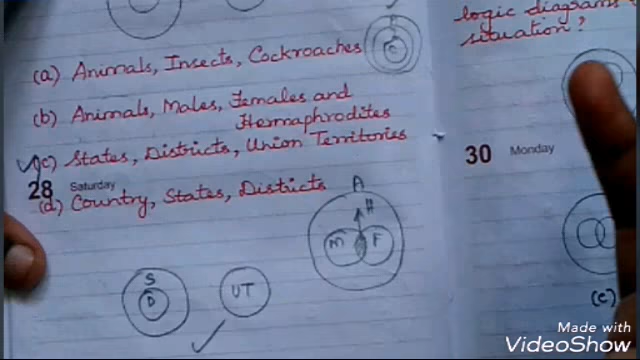 logic diagrams
situation?
(a) Animals, Insects, Cockroaches
(b) Animals, Males, Females and
Hermaphrodites
(c) States, Districts, Union Territories
28 Saturday
(d) Country, States, Districts
A
H
M F
S
D
UT
30 Monday
(c)
Made with
VideoShow